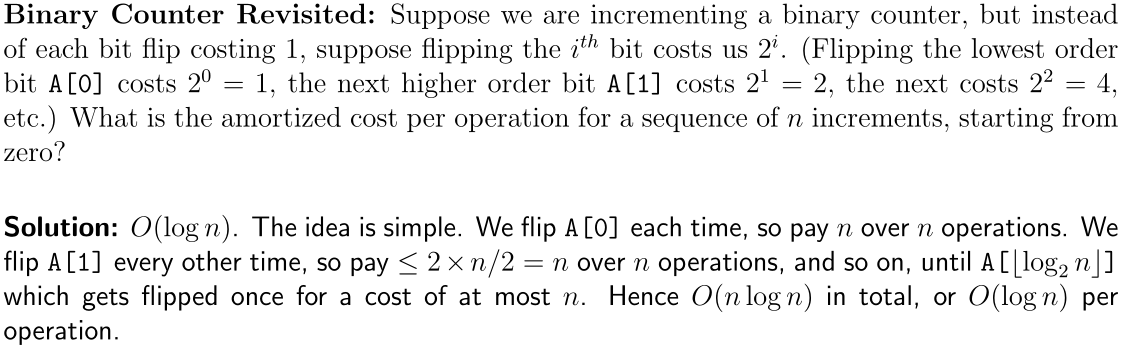 Binary Counter Revisited: Suppose we are incrementing a binary counter, but instead
of each bit flip costing 1, suppose flipping the i^{th} bit costs us 2^i. (Flipping the lowest order
bit A[0] costs 2^0 = 1, the next higher order bit A[1] costs 2^1 = 2, the next costs 2^2 = 4,
etc.) What is the amortized cost per operation for a sequence of n increments, starting from
zero?
Solution: O(log n). The idea is simple. We flip A[0] each time, so pay n over n operations. We
flip A[1] every other time, so pay ≤ 2 × n/2 = n over n operations, and so on, until A[⌊log₂ n⌋]
which gets flipped once for a cost of at most n. Hence O(n log n) in total, or O(log n) per
operation.